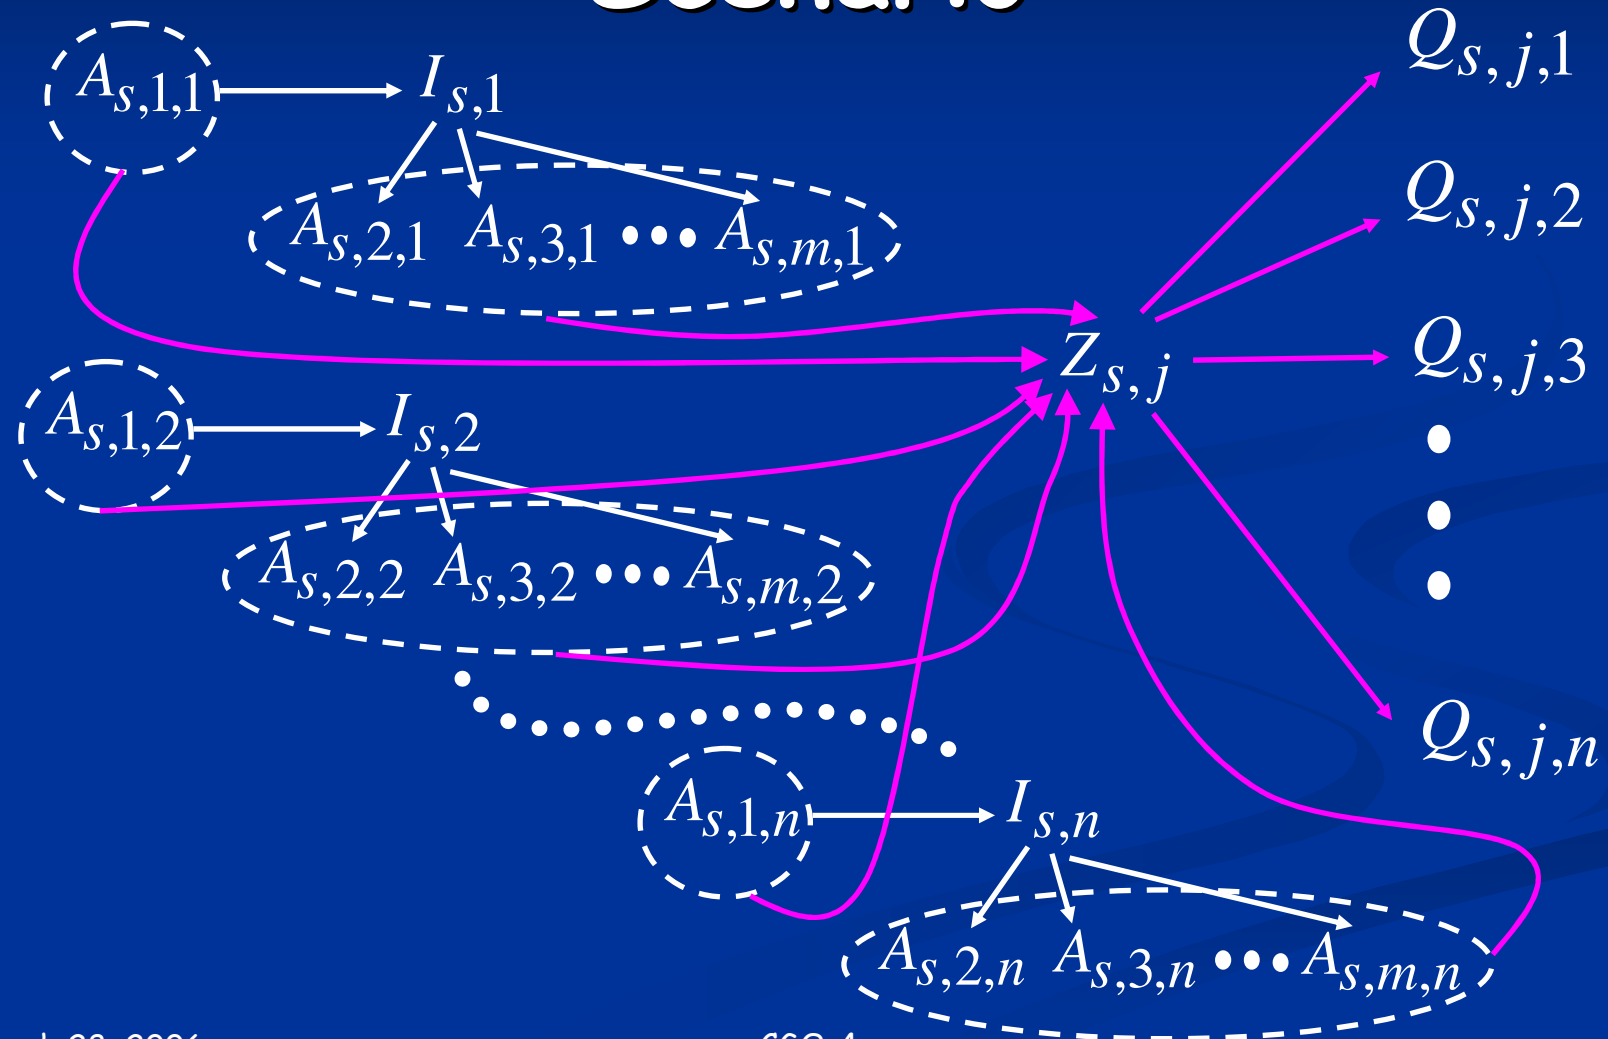 A_{s,1,1} I_{s,1} Q_{s,j,1}
Q_{s,j,2}
A_{s,2,1} A_{s,3,1} ••• A_{s,m,1}
Z_{s,j} Q_{s,j,3}
A_{s,1,2} I_{s,2}
A_{s,2,2} A_{s,3,2} ••• A_{s,m,2}
Q_{s,j,n}
A_{s,1,n} I_{s,n}
A_{s,2,n} A_{s,3,n} ••• A_{s,m,n}